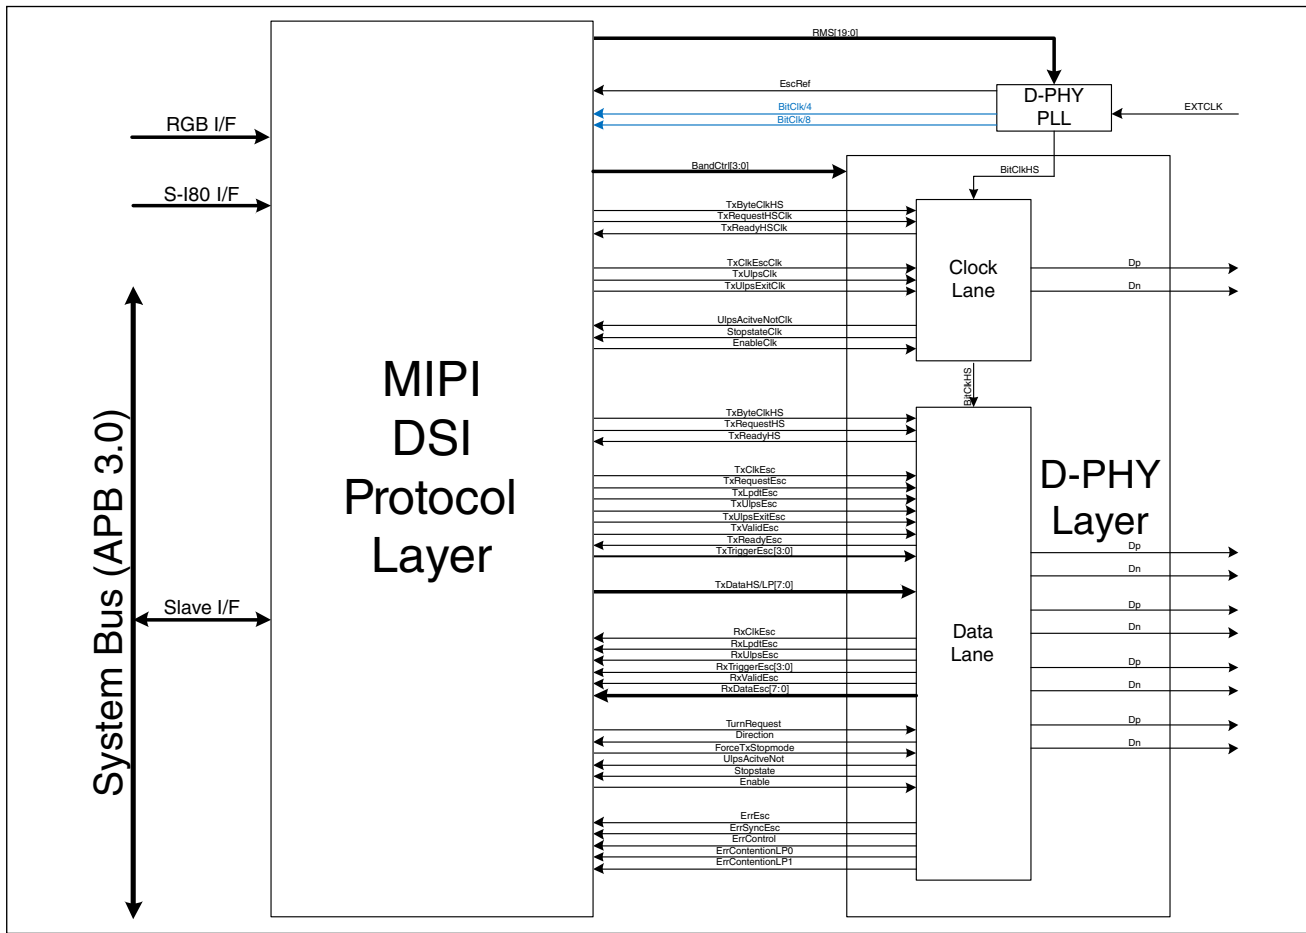 RMS[19:0]
EscRef
BitClk/4
BitClk/8
D-PHY
PLL
EXTCLK
RGB I/F
S-I80 I/F
BandCtrl[3:0]
BitClkHS
TxByteClkHS
TxRequestHSClk
TxReadyHSClk
TxClkEscClk
TxUlpsClk
TxUlpsExitClk
Clock
Lane
Dp
Dn
UlpsAcitveNotClk
StopstateClk
EnableClk
BitClkHS
MIPI
DSI
Protocol
Layer
System Bus (APB 3.0)
Slave I/F
TxByteClkHS
TxRequestHS
TxReadyHS
TxClkEsc
TxRequestEsc
TxLpdtEsc
TxUlpsEsc
TxUlpsExitEsc
TxValidEsc
TxReadyEsc
TxTriggerEsc[3:0]
TxDataHS/LP[7:0]
D-PHY
Layer
Data
Lane
Dp
Dn
Dp
Dn
Dp
Dn
Dp
Dn
RxClkEsc
RxLpdtEsc
RxUlpsEsc
RxTriggerEsc[3:0]
RxValidEsc
RxDataEsc[7:0]
TurnRequest
Direction
ForceTxStopmode
UlpsAcitveNot
Stopstate
Enable
ErrEsc
ErrSyncEsc
ErrControl
ErrContentionLP0
ErrContentionLP1